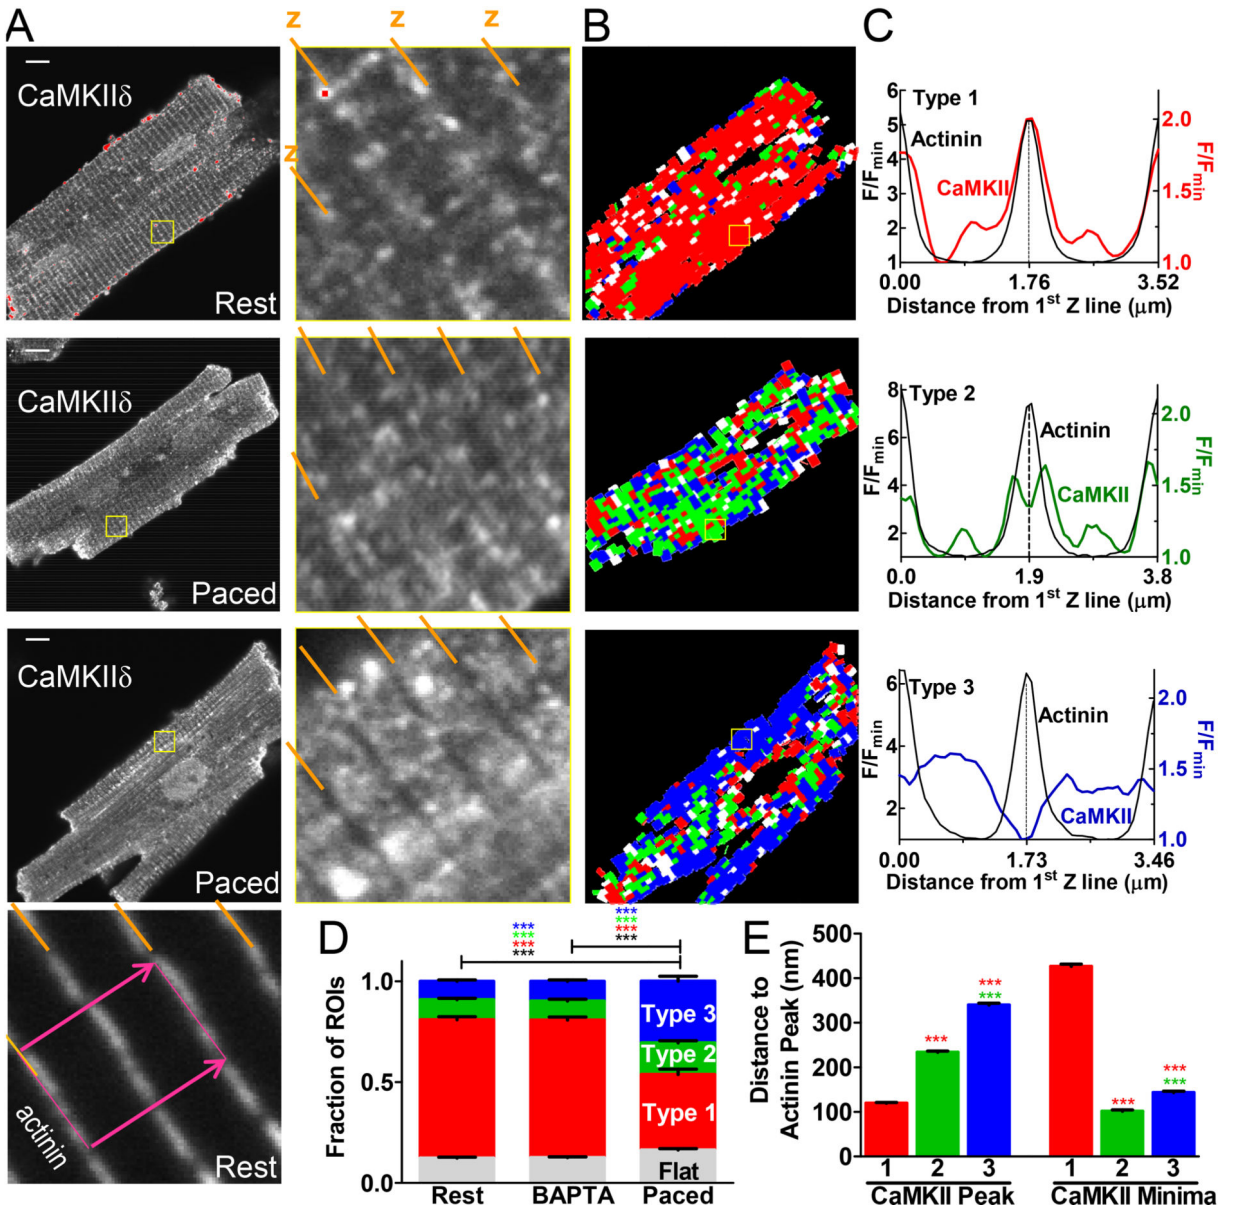 A
z z z
CaMKIIδ
z
Rest
CaMKIIδ
Paced
CaMKIIδ
Paced
actinin
Rest
B
C
Type 1
Actinin
CaMKII
F/Fmin
6
5
4
3
2
1
2.0
1.5
1.0
F/Fmin
0.00 1.76 3.52
Distance from 1st Z line (μm)
Type 2
Actinin
CaMKII
F/Fmin
8
6
4
2
2.0
1.5
1.0
F/Fmin
0.0 1.9 3.8
Distance from 1st Z line (μm)
Type 3
Actinin
CaMKII
F/Fmin
6
4
2
2.0
1.5
1.0
F/Fmin
0.00 1.73 3.46
Distance from 1st Z line (μm)
D
*** ***
*** ***
*** ***
*** ***
Fraction of ROIs
1.0
0.5
0.0
Type 3
Type 2
Type 1
Flat
Rest BAPTA Paced
E
Distance to
Actinin Peak (nm)
500
400
300
200
100
0
***
***
***
***
***
***
1 2 3 1 2 3
CaMKII Peak CaMKII Minima